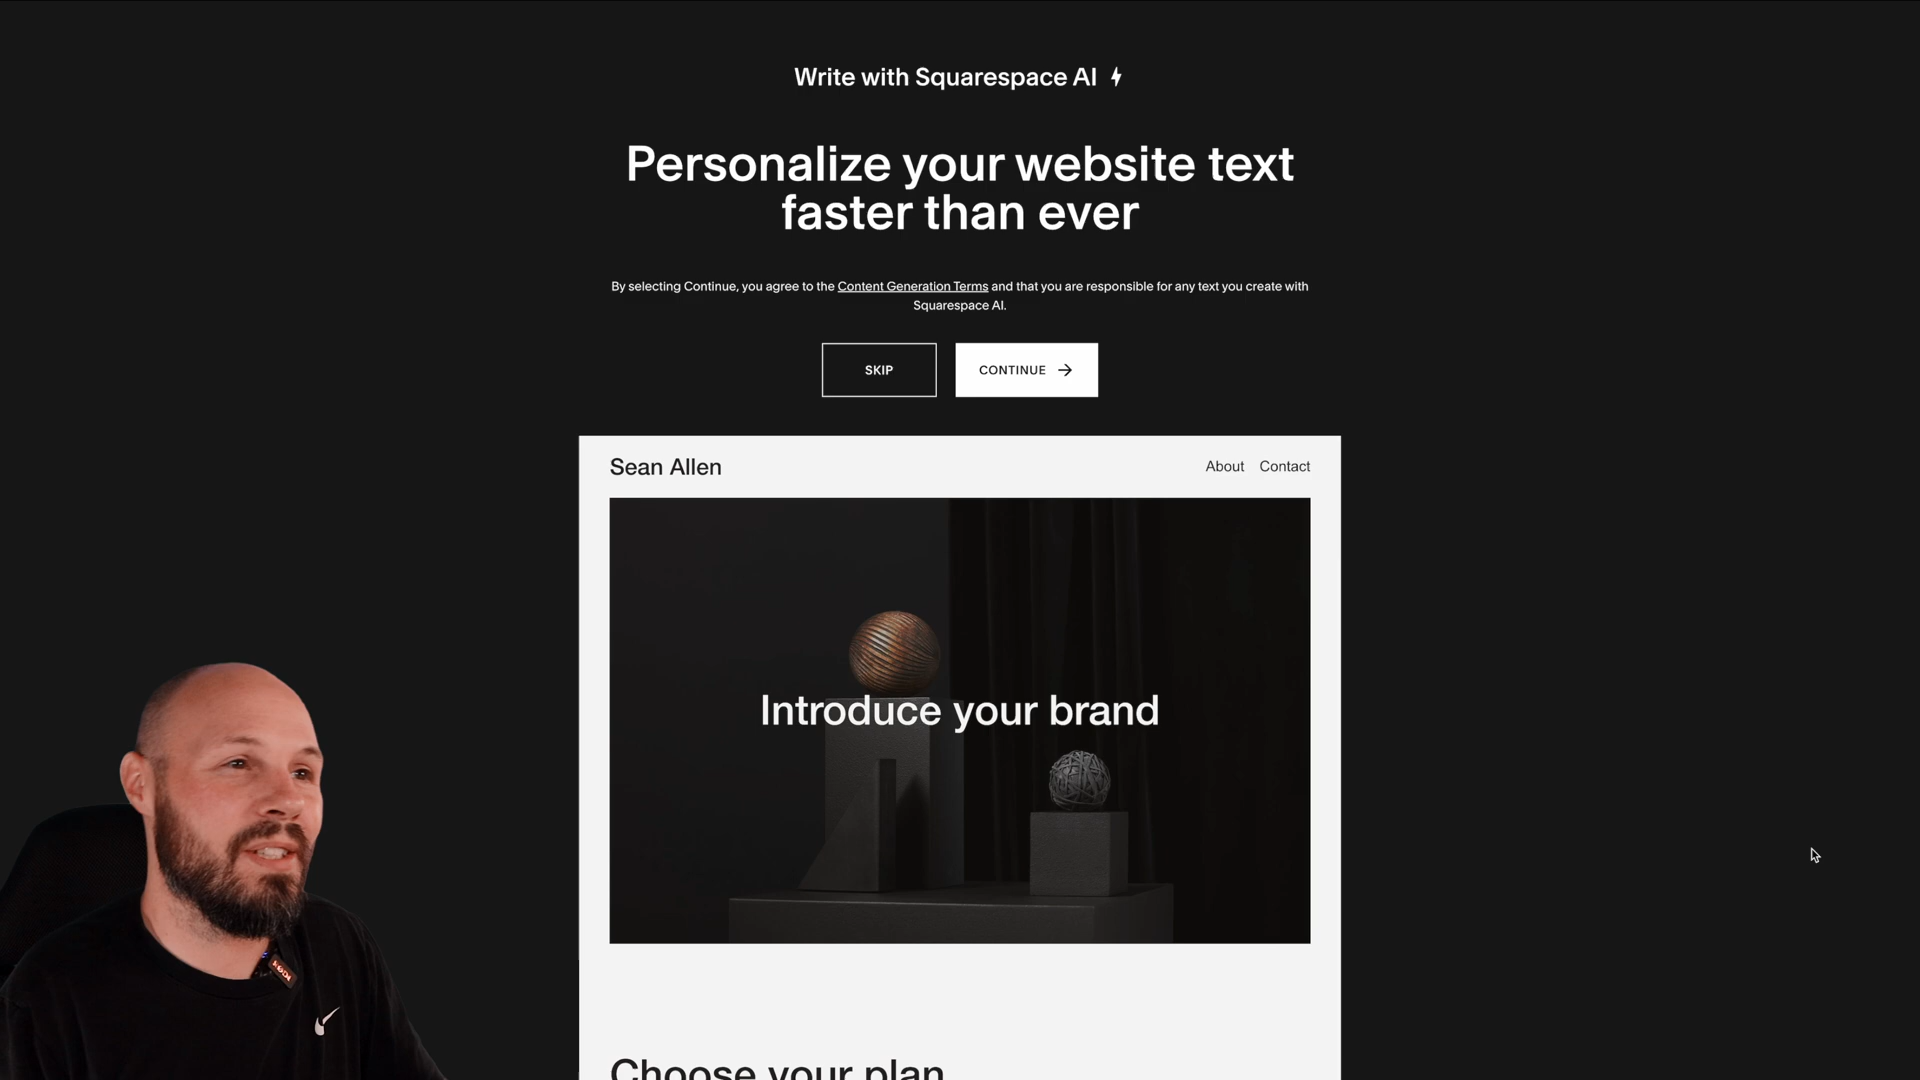 Write with Squarespace AI
Personalize your website text
faster than ever
By selecting Continue, you agree to the Content Generation Terms and that you are responsible for any text you create with
Squarespace AI.
SKIP
CONTINUE
Sean Allen
About
Contact
Introduce your brand
Choose your plan